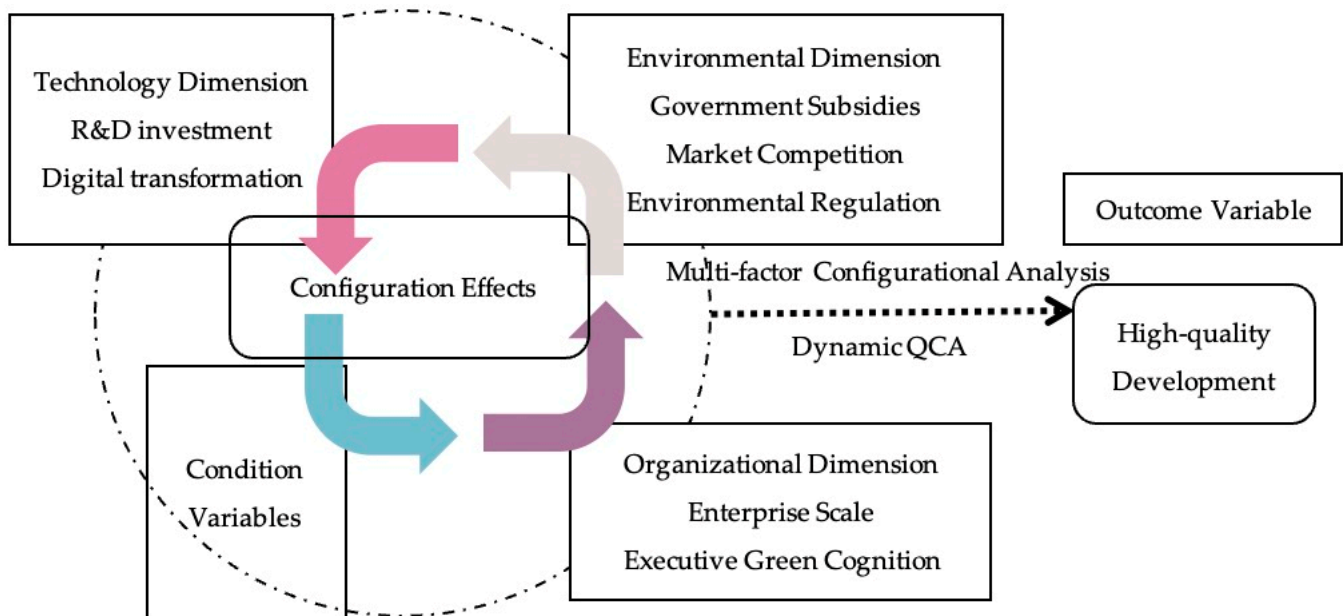 Technology Dimension
R&D investment
Digital transformation
Environmental Dimension
Government Subsidies
Market Competition
Environmental Regulation
Outcome Variable
Configuration Effects
Multi-factor Configurational Analysis
Dynamic QCA
High-quality
Development
Condition
Variables
Organizational Dimension
Enterprise Scale
Executive Green Cognition